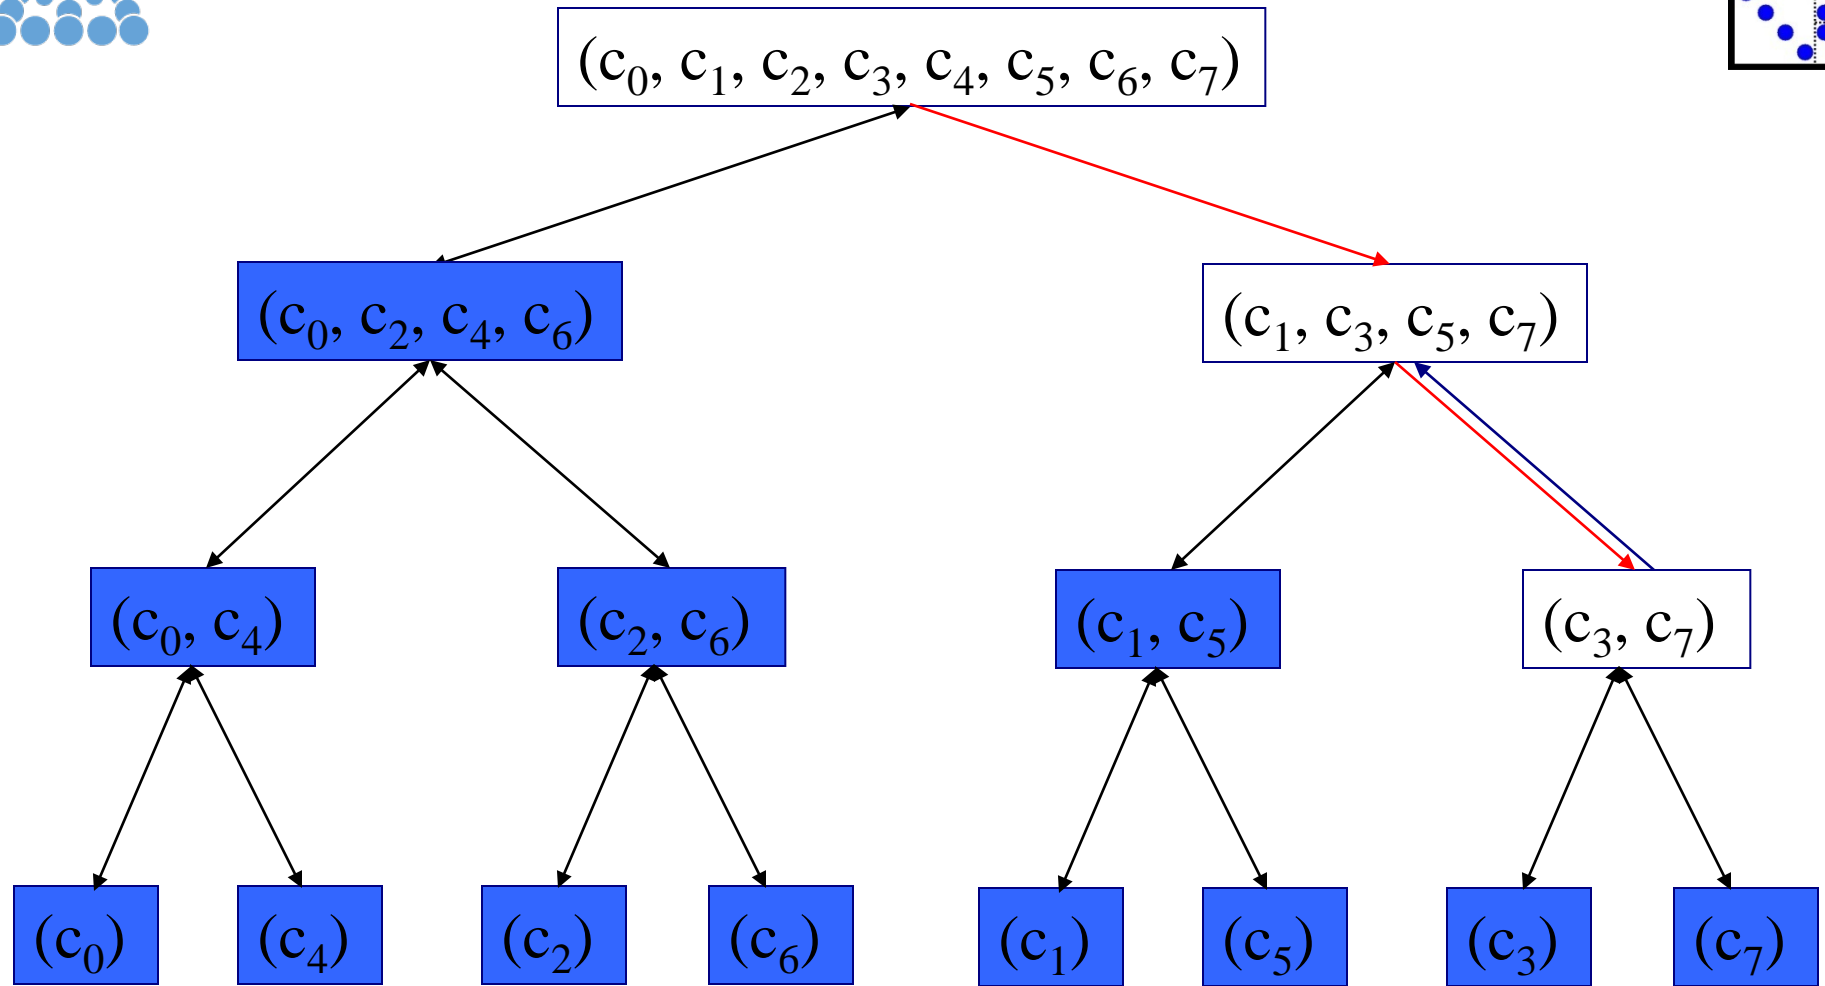 (c₀, c₁, c₂, c₃, c₄, c₅, c₆, c₇)
(c₀, c₂, c₄, c₆)
(c₁, c₃, c₅, c₇)
(c₀, c₄)
(c₂, c₆)
(c₁, c₅)
(c₃, c₇)
(c₀)
(c₄)
(c₂)
(c₆)
(c₁)
(c₅)
(c₃)
(c₇)